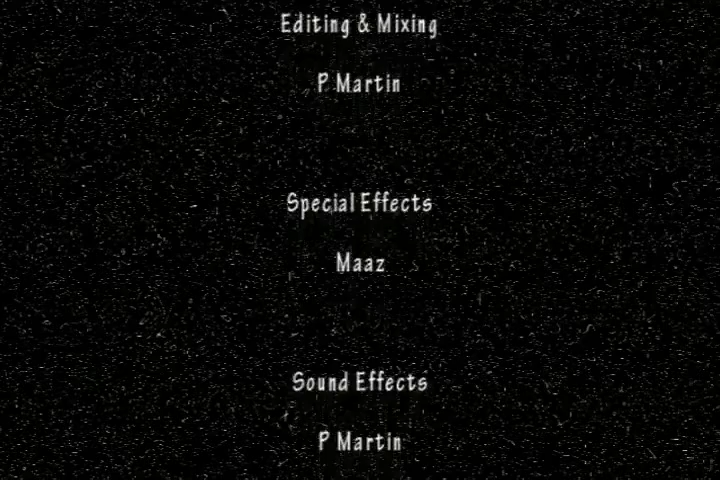 Editing & Mixing
P Martin
Special Effects
Maaz
Sound Effects
P Martin